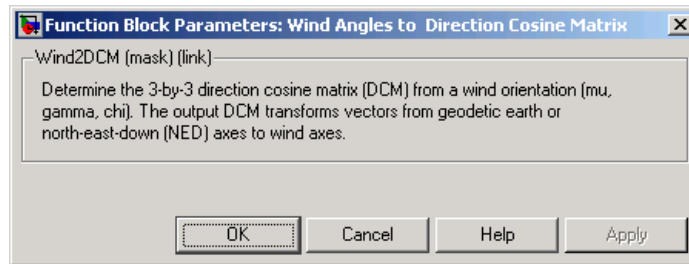 Function Block Parameters: Wind Angles to Direction Cosine Matrix
Wind2DCM (mask) (link)
Determine the 3-by-3 direction cosine matrix (DCM) from a wind orientation (mu,
gamma, chi). The output DCM transforms vectors from geodetic earth or
north-east-down (NED) axes to wind axes.
OK Cancel Help Apply